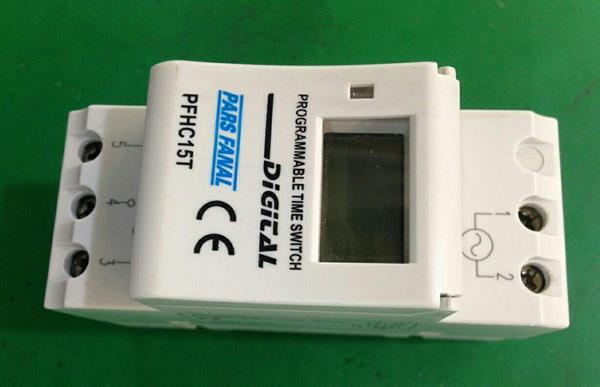 PROGRAMMABLE TIME SWITCH
DiGiTAL
PARS FANAL
PFHC15T
CE
5
4
3
1
2